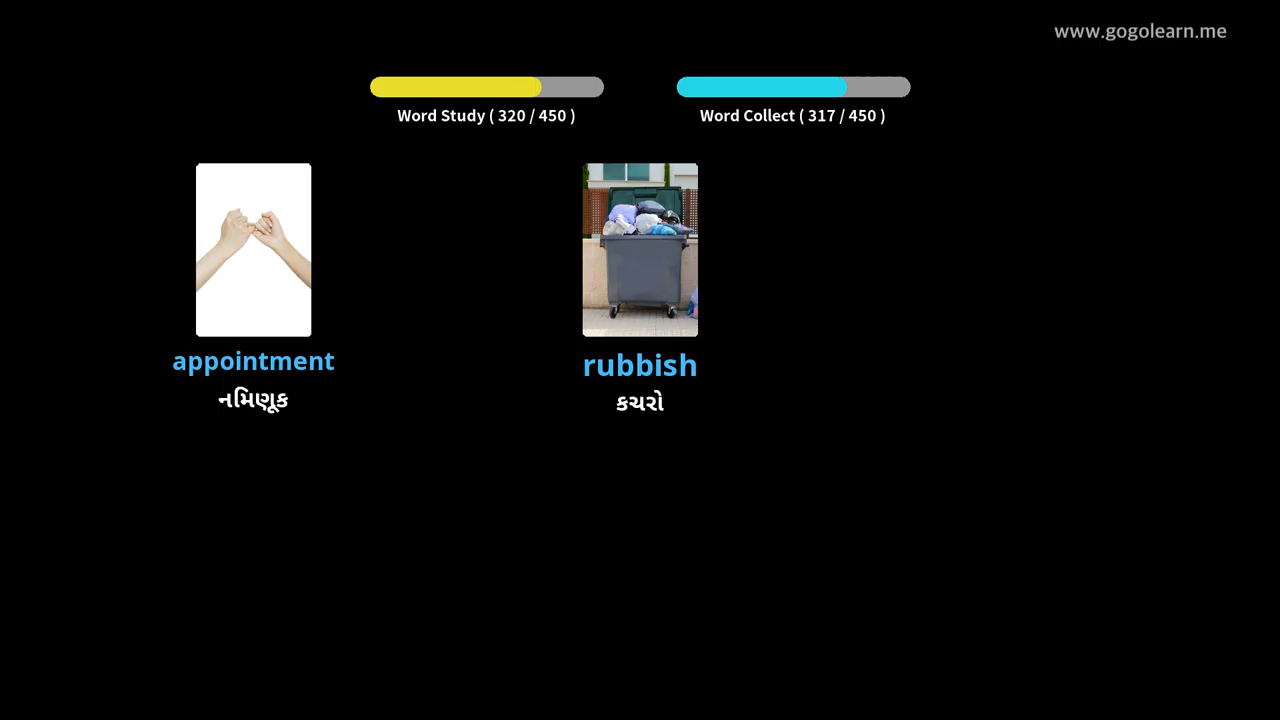 www.gogolearn.me
Word Study ( 320 / 450 )
Word Collect ( 317 / 450 )
appointment
નમિણૂક
rubbish
કચરો